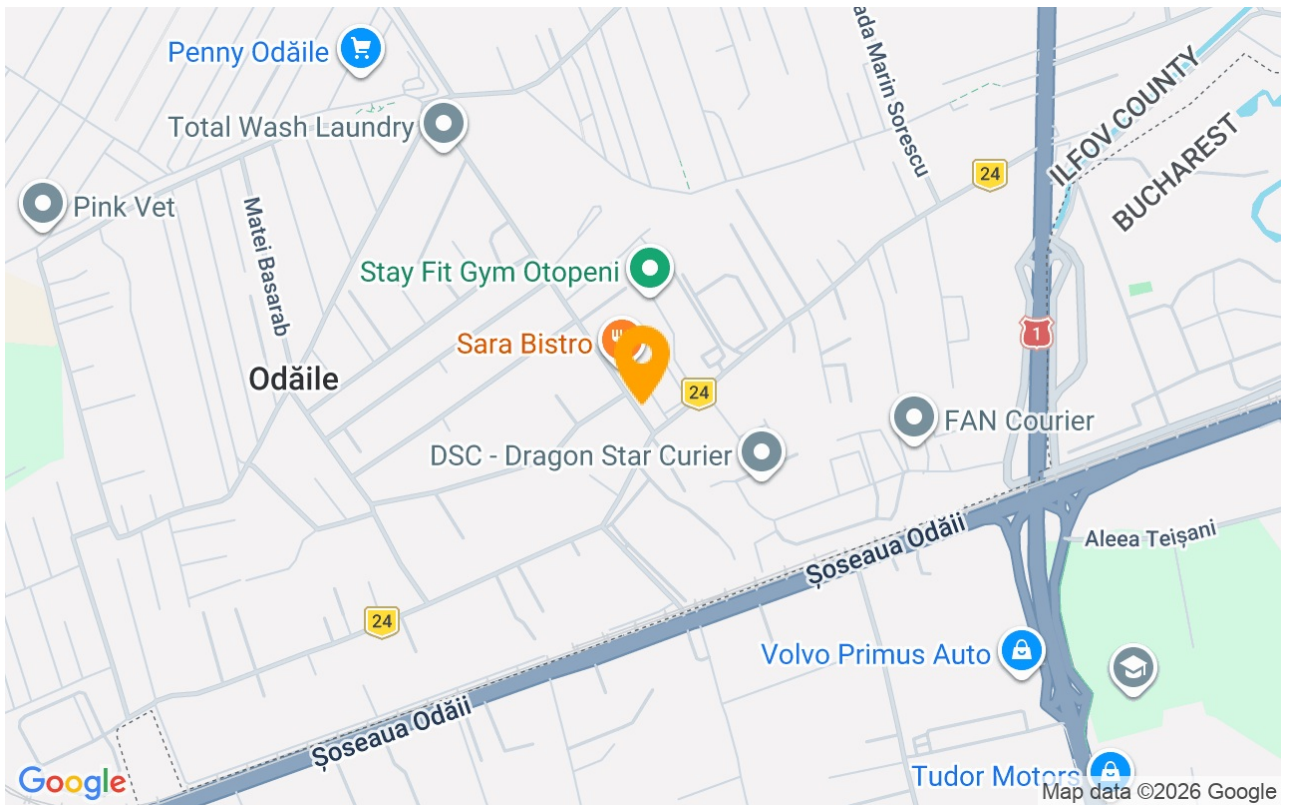 Penny Odăile
Total Wash Laundry
Pink Vet
Matei Basarab
ada Marin Sorescu
24
ILFOV COUNTY
BUCHAREST
Stay Fit Gym Otopeni
Sara Bistro
1
Odăile
24
FAN Courier
DSC - Dragon Star Curier
Șoseaua Odăii
Aleea Teișani
24
Volvo Primus Auto
Șoseaua Odăii
Tudor Motors
Google
Map data ©2026 Google